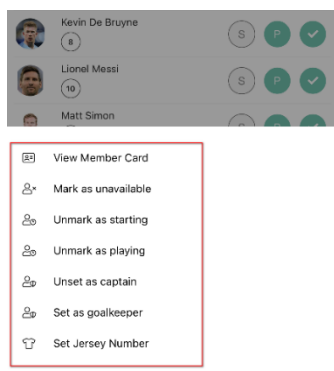 Kevin De Bruyne
8
S P
Lionel Messi
10
S P
Matt Simon
S P
View Member Card
Mark as unavailable
Unmark as starting
Unmark as playing
Unset as captain
Set as goalkeeper
Set Jersey Number